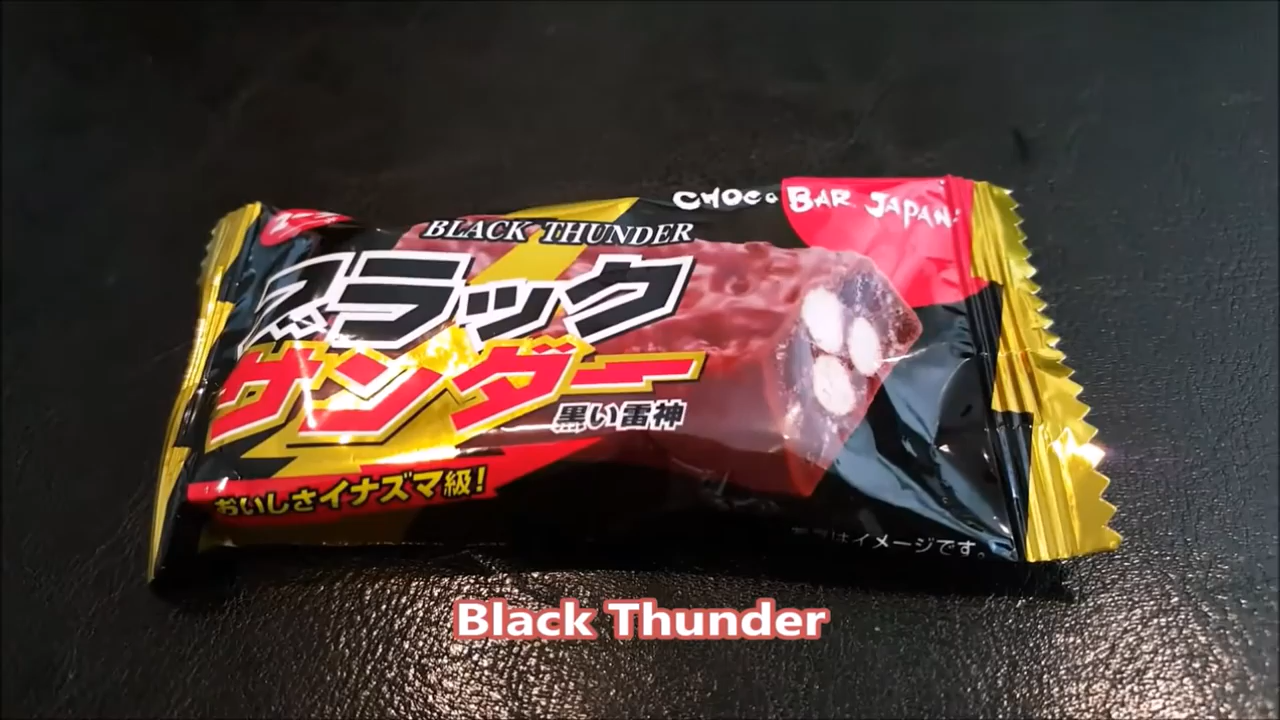 CHOCO BAR JAPAN
BLACK THUNDER
ブラック
サンダー
黒い雷神
おいしさイナズマ級!
はイメージです。
Black Thunder